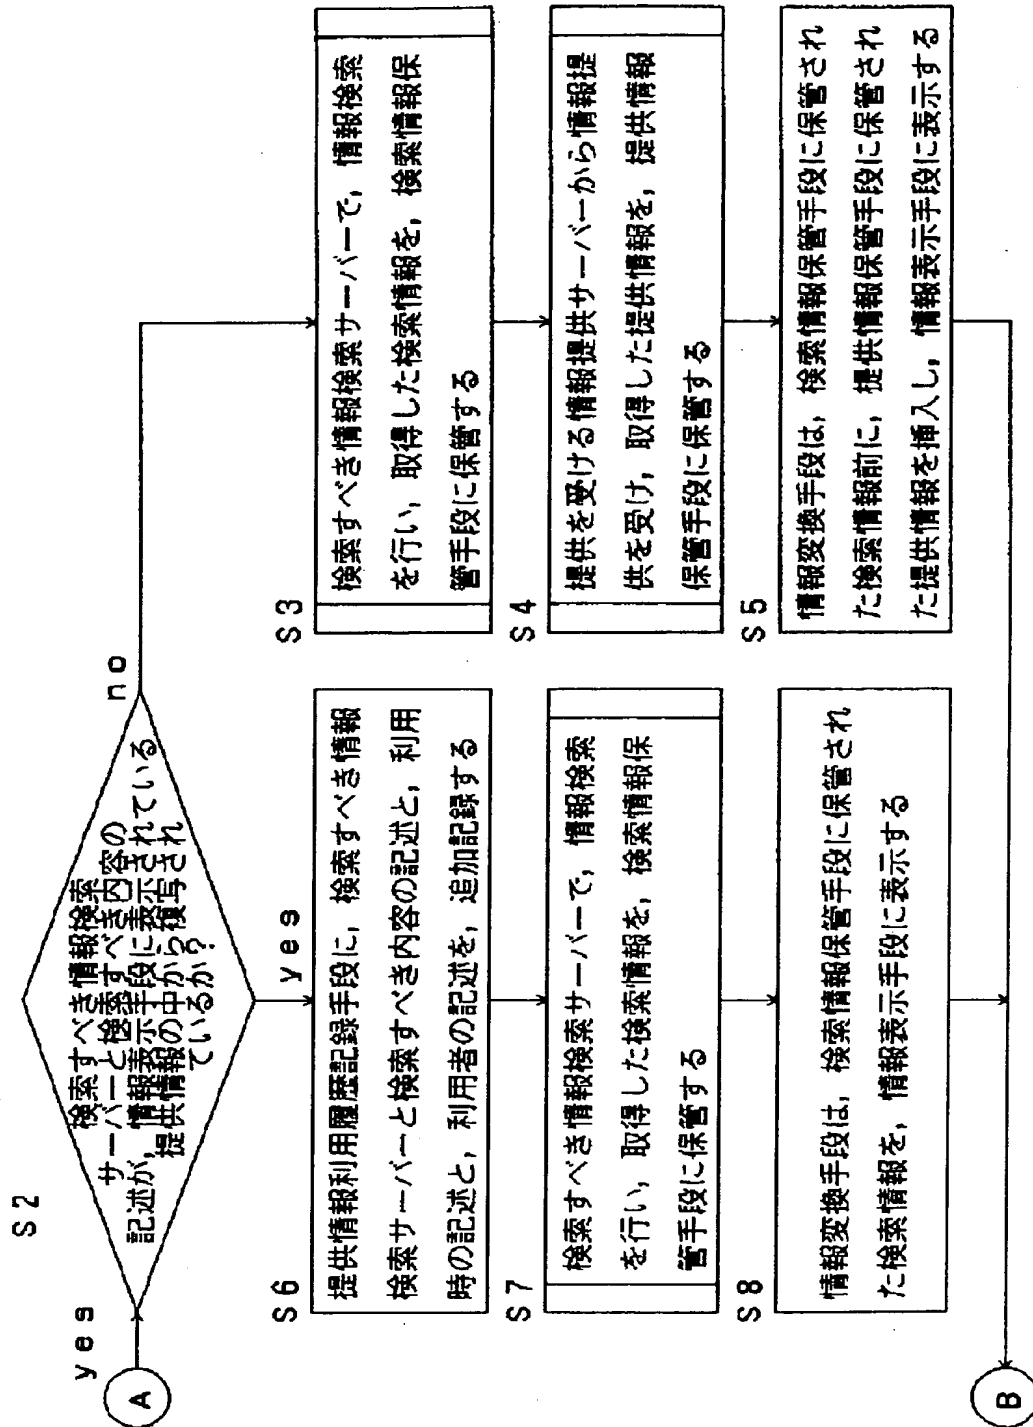 S2
yes
A
検索すべき情報検索
サーバーと検索すべき内容の
記述が,情報表示手段に表示されている
提供情報の中から複写され
ているか?
no
yes
S6
提供情報利用履歴記録手段に,検索すべき情報
検索サーバーと検索すべき内容の記述と,利用
時の記述と,利用者の記述を,追加記録する
S7
検索すべき情報検索サーバーで,情報検索
を行い,取得した検索情報を,検索情報保
管手段に保管する
S8
情報変換手段は,検索情報保管手段に保管され
た検索情報を,情報表示手段に表示する
S3
検索すべき情報検索サーバーで,情報検索
を行い,取得した検索情報を,検索情報保
管手段に保管する
S4
提供を受ける情報提供サーバーから情報提
供を受け,取得した提供情報を,提供情報
保管手段に保管する
S5
情報変換手段は,検索情報保管手段に保管され
た検索情報前に,提供情報保管手段に保管され
た提供情報を挿入し,情報表示手段に表示する
B